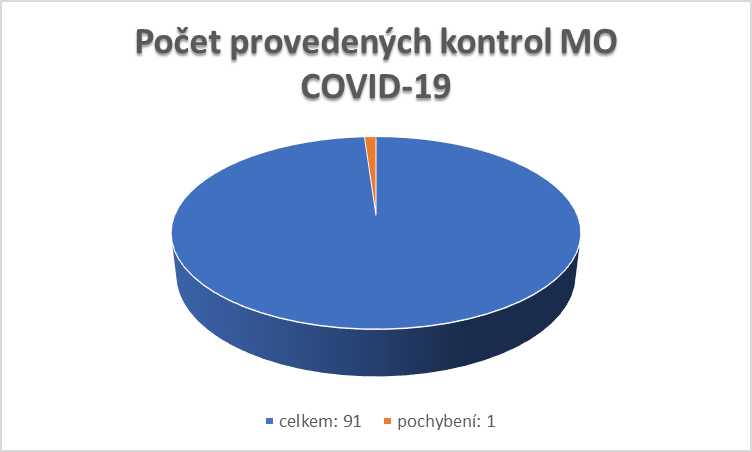 Počet provedených kontrol MO
COVID-19
celkem: 91 pochybení: 1